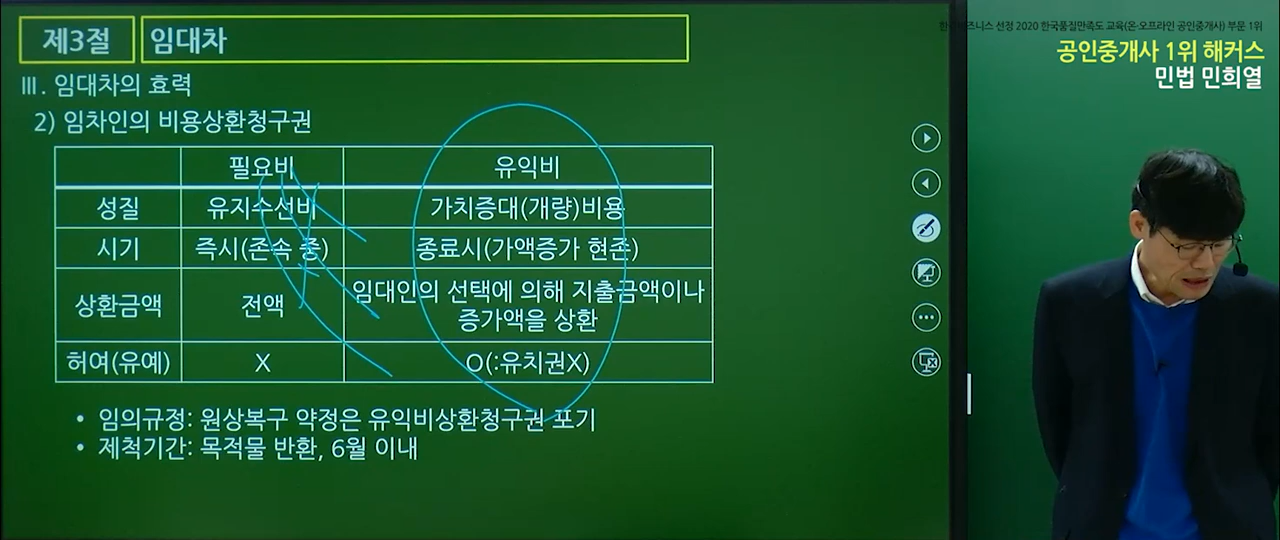 제3절 임대차
한경비즈니스 선정 2020 한국품질만족도 교육(온·오프라인 공인중개사) 부문 1위
공인중개사 1위 해커스
민법 민희열
Ⅲ. 임대차의 효력
2) 임차인의 비용상환청구권
필요비 유익비
성질 유지수선비 가치증대(개량)비용
시기 즉시(존속 중) 종료시(가액증가 현존)
상환금액 전액 임대인의 선택에 의해 지출금액이나
증가액을 상환
허여(유예) X O(:유치권X)
• 임의규정: 원상복구 약정은 유익비상환청구권 포기
• 제척기간: 목적물 반환, 6월 이내